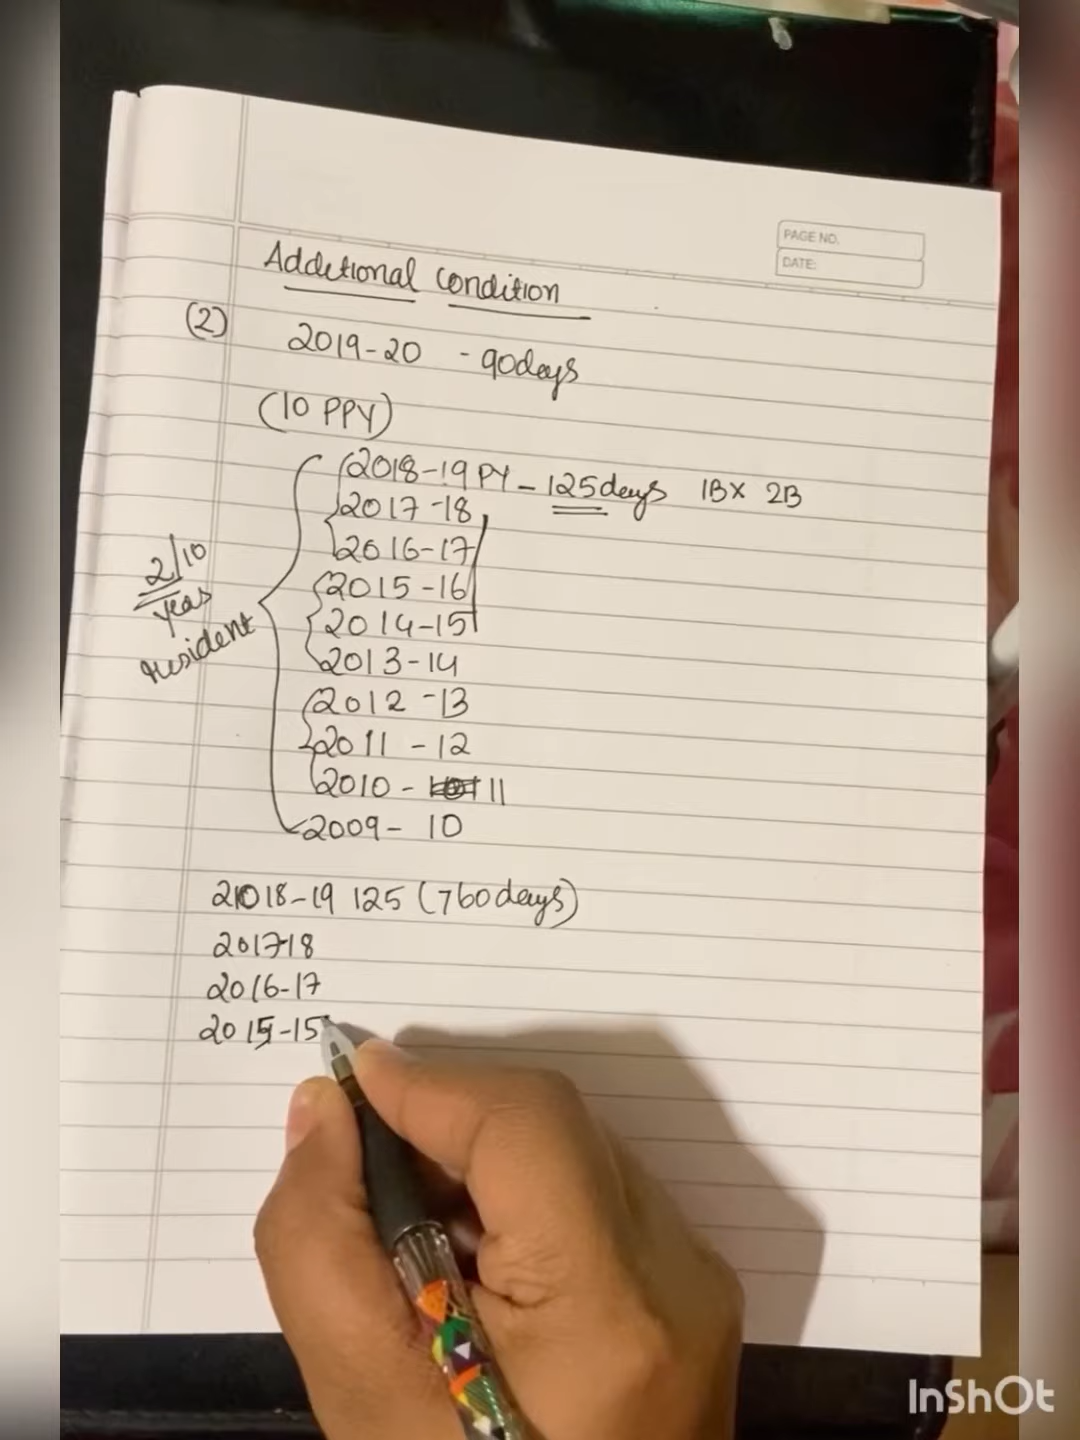 PAGE NO.
DATE:
Additional Condition
(2) 2019-20 - 90days
(10 PPY)
2018-19 PY - 125days 1BX 2B
2017-18
2016-17
2015-16
2014-15
2013-14
2012-13
2011-12
2010-11
2009-10
2/10
years
resident
2018-19 125 (760days)
2017-18
2016-17
2015-15
InShOt